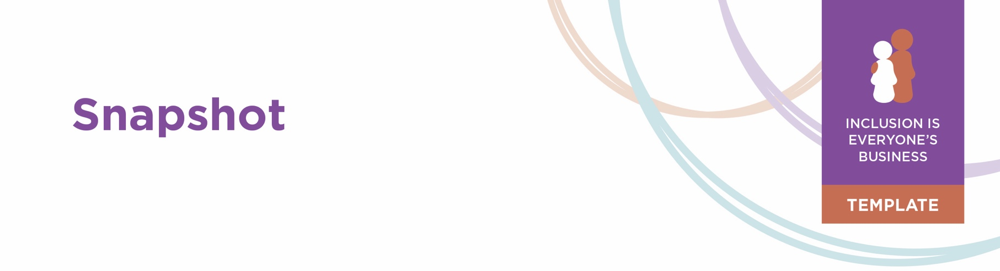 Snapshot
INCLUSION IS
EVERYONE’S
BUSINESS
TEMPLATE